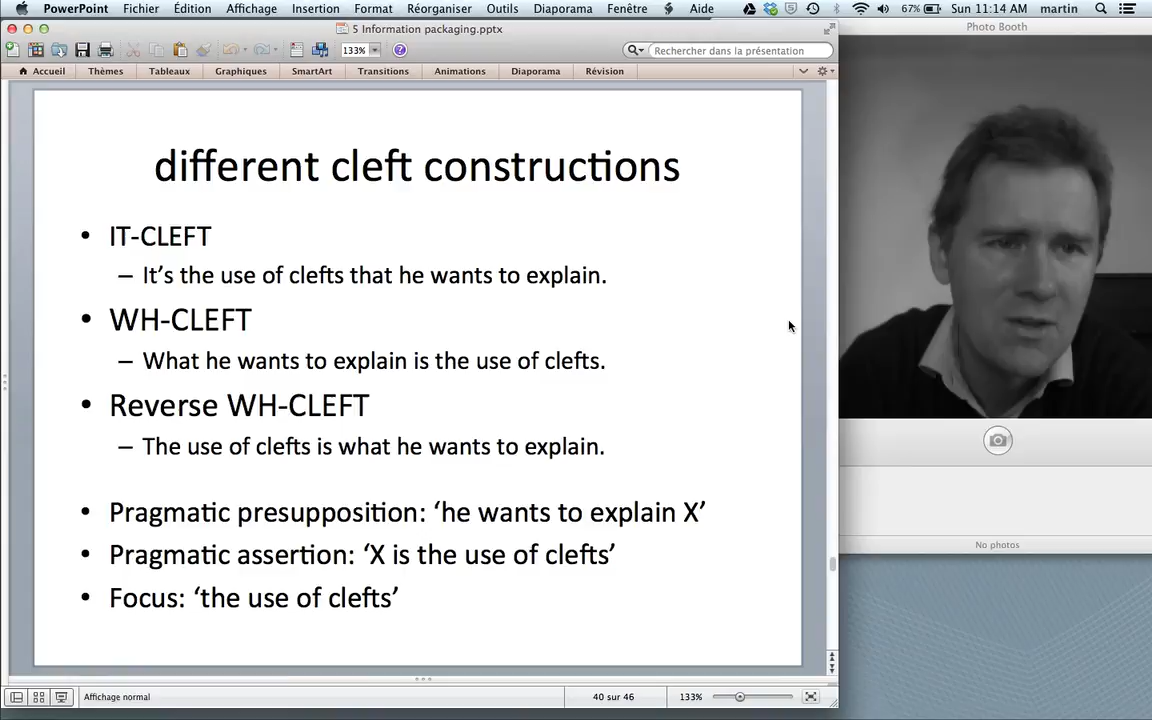 PowerPoint Fichier Édition Affichage Insertion Format Réorganiser Outils Diaporama Fenêtre Aide 67% Sun 11:14 AM martin
5 Information packaging.pptx
Photo Booth
133% Rechercher dans la présentation
Accueil Thèmes Tableaux Graphiques SmartArt Transitions Animations Diaporama Révision
different cleft constructions
• IT-CLEFT
– It’s the use of clefts that he wants to explain.
• WH-CLEFT
– What he wants to explain is the use of clefts.
• Reverse WH-CLEFT
– The use of clefts is what he wants to explain.
• Pragmatic presupposition: ‘he wants to explain X’
• Pragmatic assertion: ‘X is the use of clefts’
• Focus: ‘the use of clefts’
No photos
Affichage normal 40 sur 46 133%